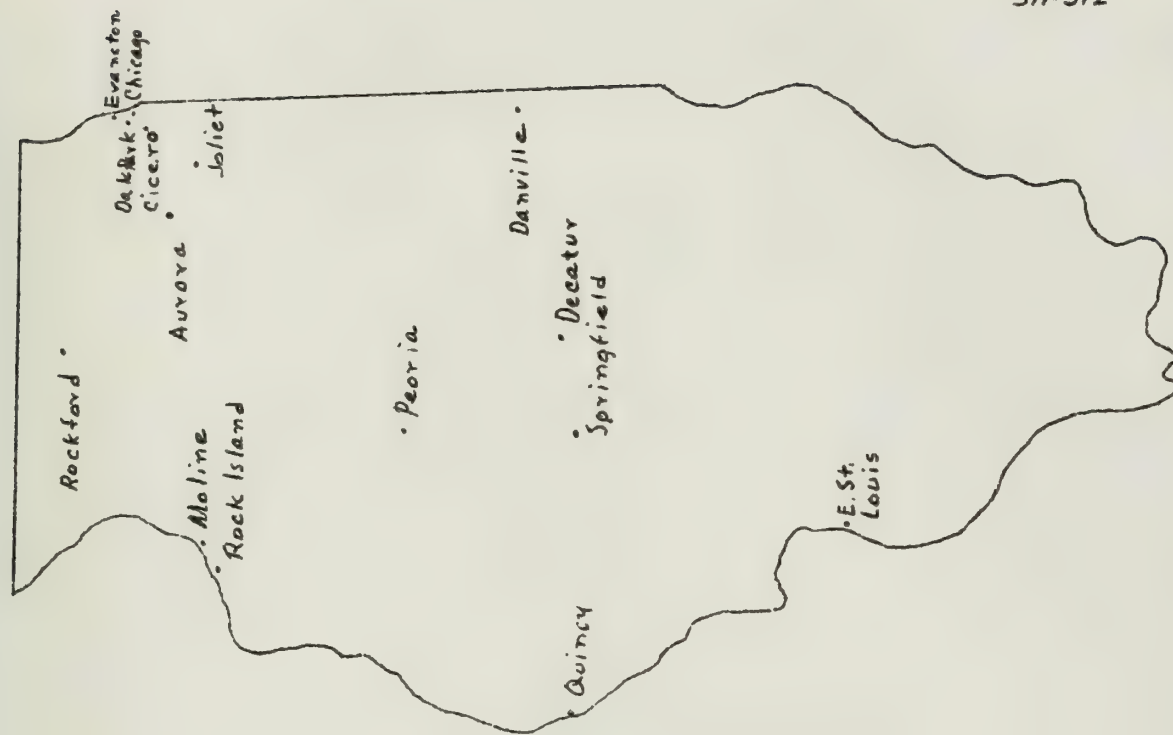 Evanston
Chicago
Oak Park
Cicero
Joliet
Aurora
Rockford
Moline
Rock Island
Peoria
Danville
Decatur
Springfield
Quincy
E. St.
Louis